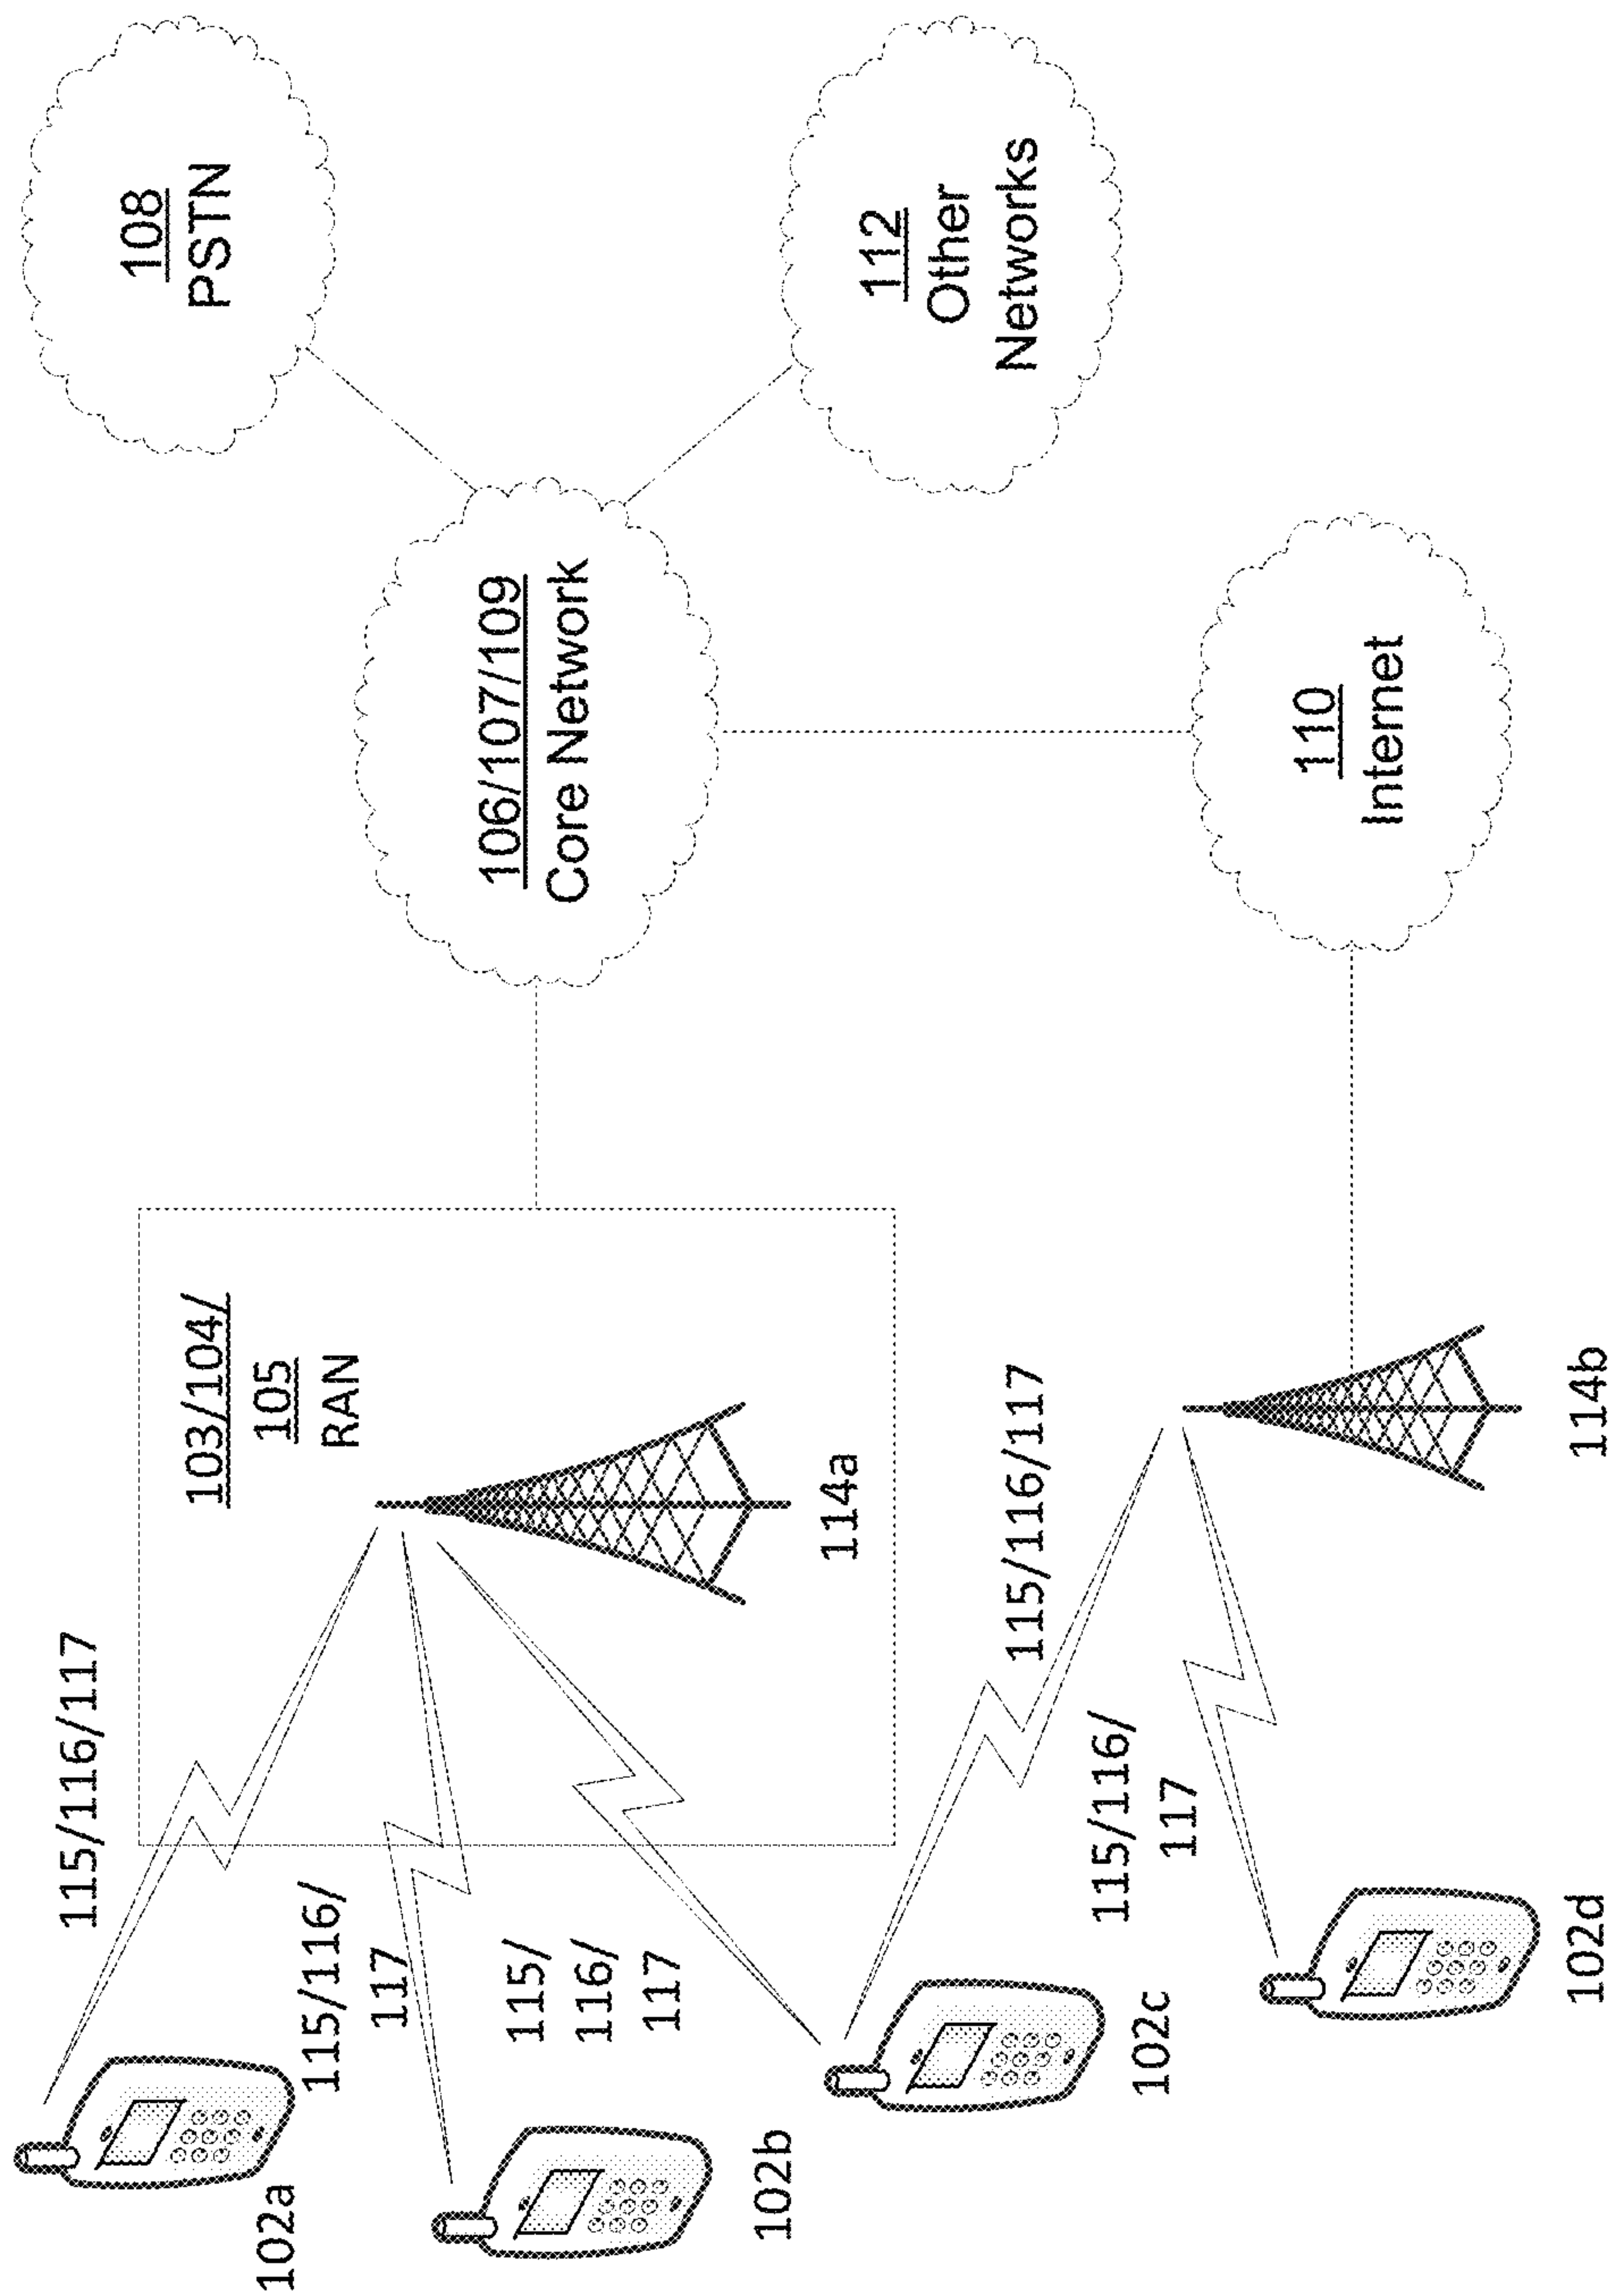 115/116/117
102a
103/104/
105
RAN
106/107/109
Core Network
108
PSTN
115/116/
117
102b
115/
116/
117
114a
112
Other
Networks
102c
115/116/117
115/116/
117
110
Internet
102d
114b